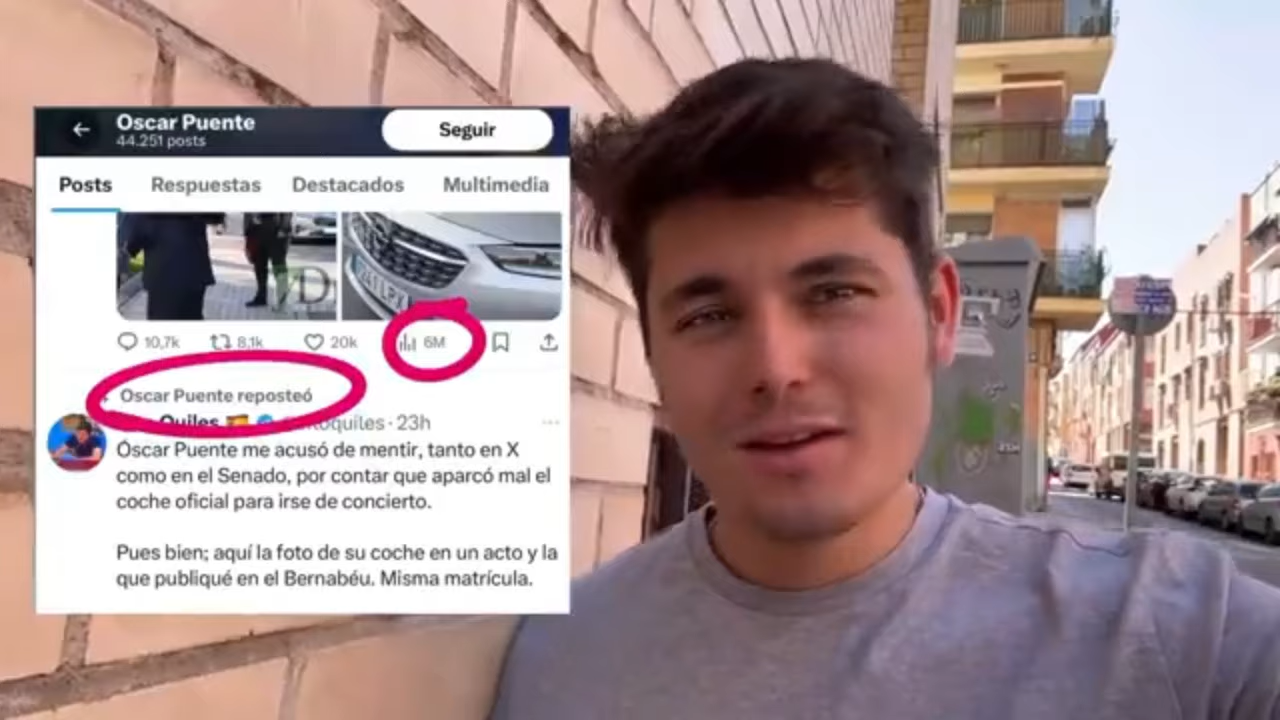 Oscar Puente
44.251 posts
Seguir
Posts Respuestas Destacados Multimedia
LPX
10,7k 8,1k 20k 6M
Oscar Puente reposteó
Quiles 🇪🇸 · 23h
Óscar Puente me acusó de mentir, tanto en X
como en el Senado, por contar que aparcó mal el
coche oficial para irse de concierto.
Pues bien; aquí la foto de su coche en un acto y la
que publiqué en el Bernabéu. Misma matrícula.